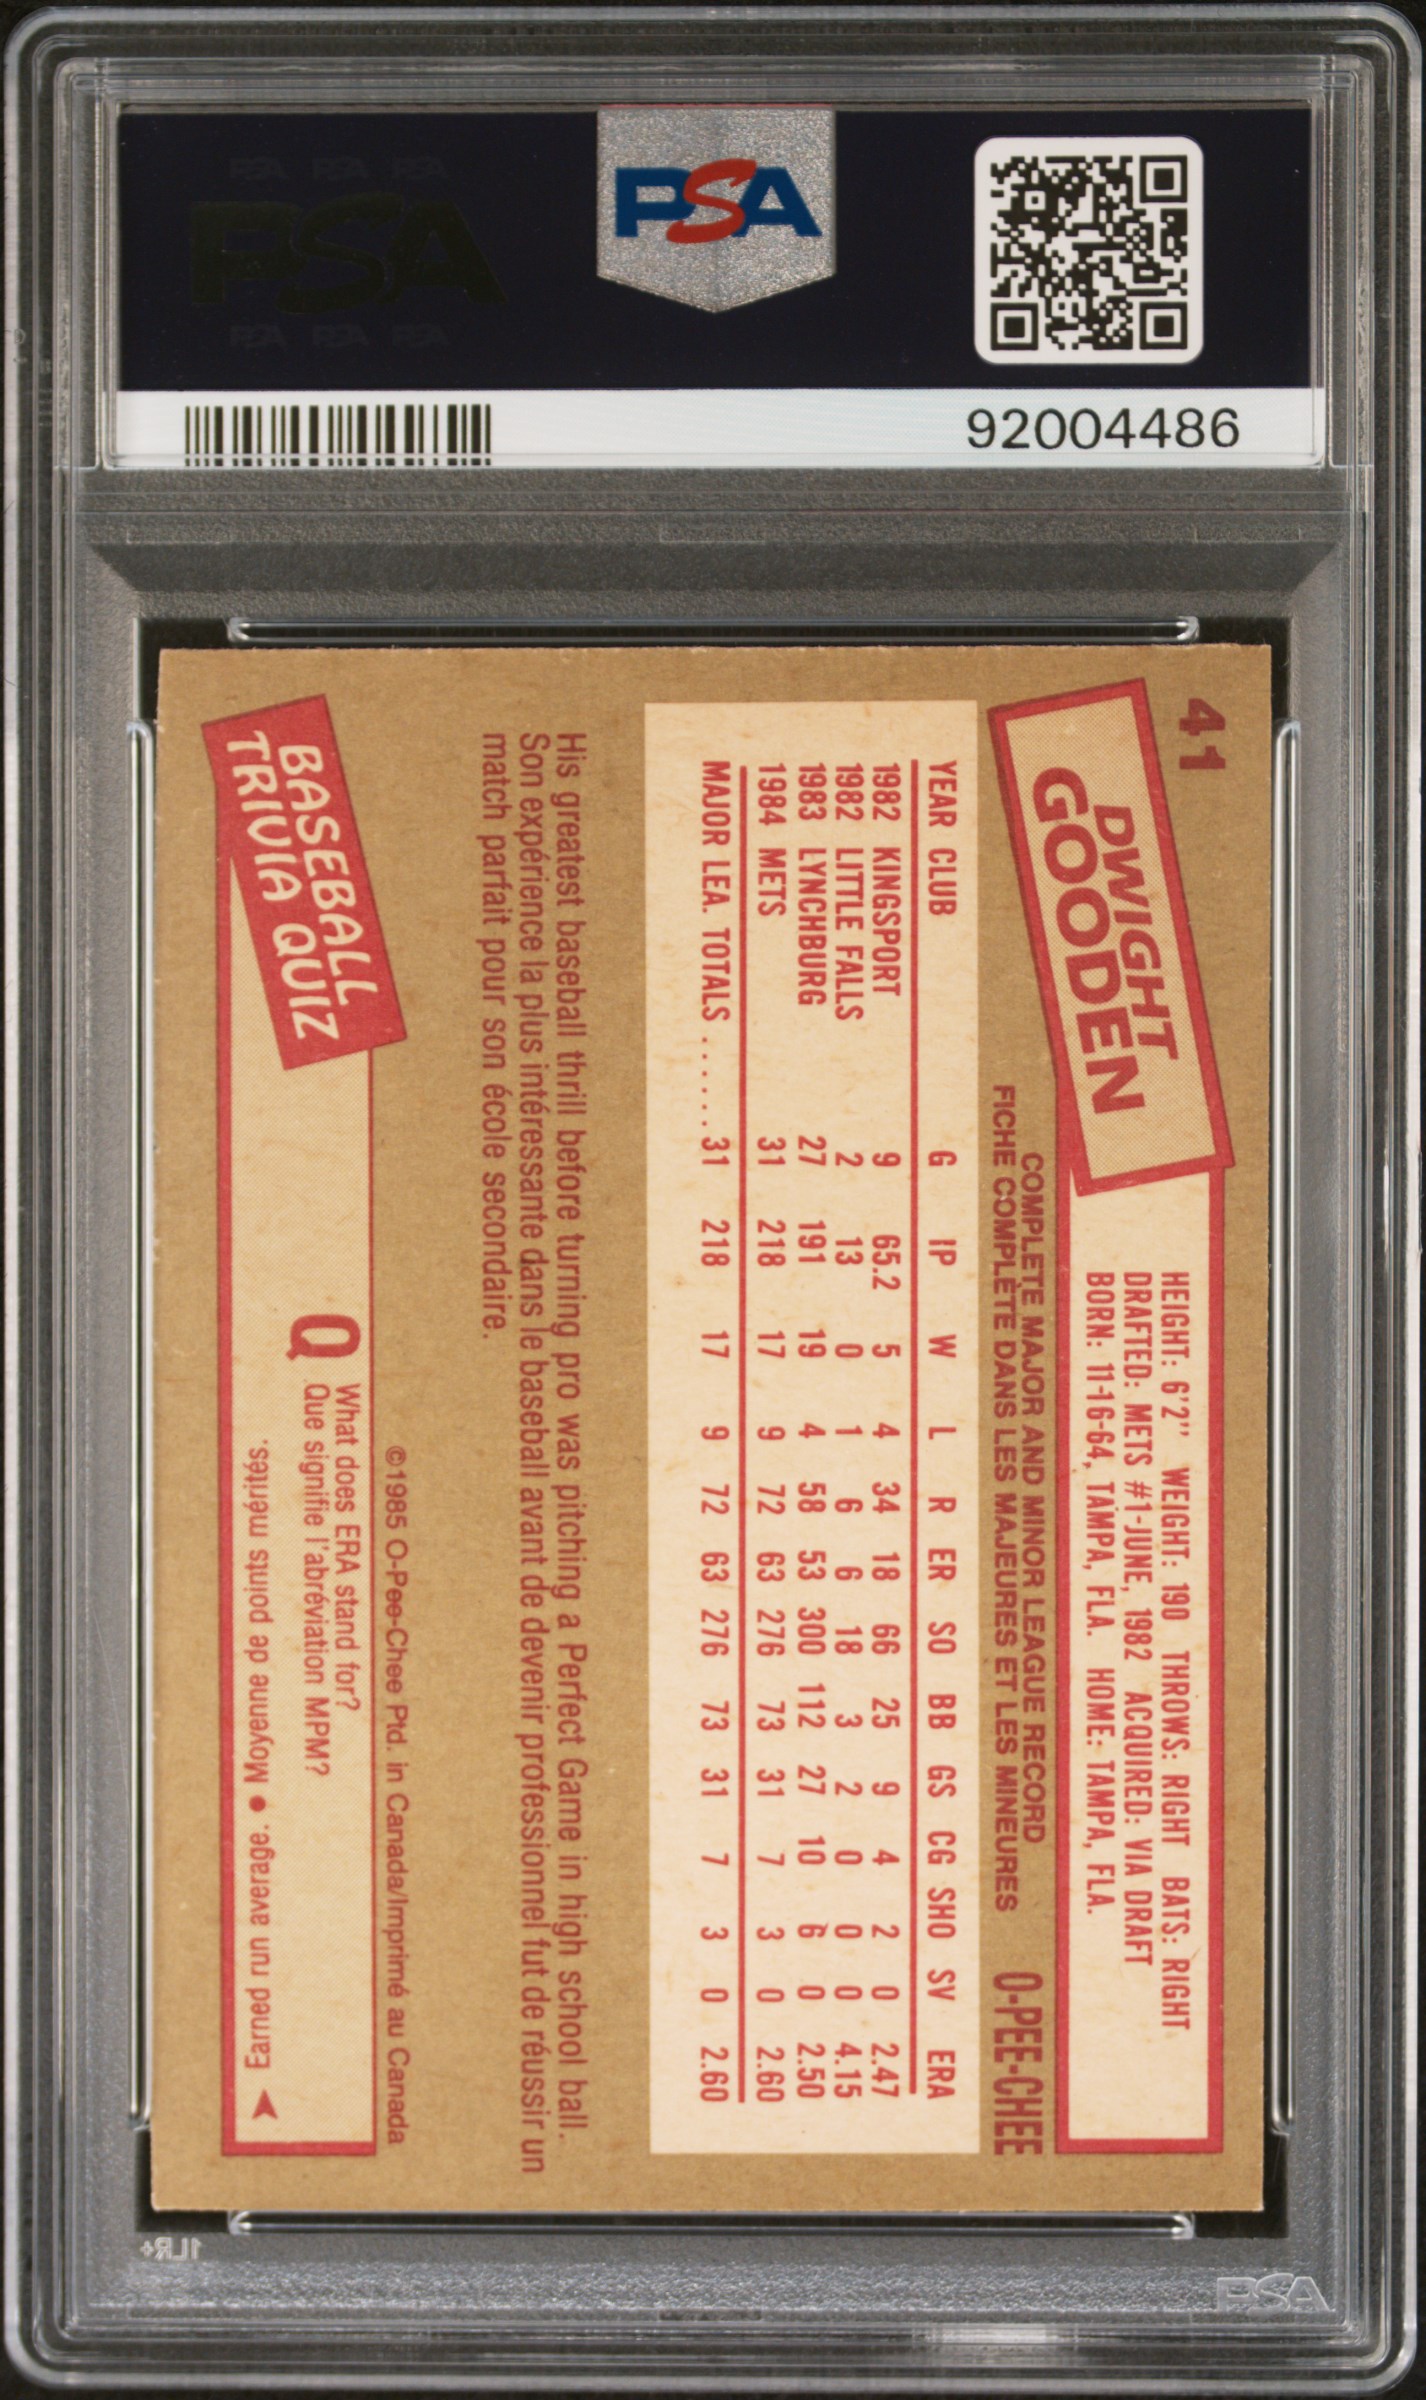 PSA PSA PSA
PSA
PSA PSA PSA
PSA
92004486
41
DWIGHT
GOODEN
HEIGHT: 6'2" WEIGHT: 190 THROWS: RIGHT BATS: RIGHT
DRAFTED: METS #1-JUNE, 1982 ACQUIRED: VIA DRAFT
BORN: 11-16-64, TAMPA, FLA. HOME: TAMPA, FLA.
COMPLETE MAJOR AND MINOR LEAGUE RECORD
FICHE COMPLÈTE DANS LES MAJEURES ET LES MINEURES
O-PEE-CHEE
YEAR CLUB G IP W L R ER SO BB GS CG SHO SV ERA
1982 KINGSPORT 9 65.2 5 4 34 18 66 25 9 4 2 0 2.47
1982 LITTLE FALLS 2 13 0 1 6 6 18 3 2 0 0 0 4.15
1983 LYNCHBURG 27 191 19 4 58 53 300 112 27 10 6 0 2.50
1984 METS 31 218 17 9 72 63 276 73 31 7 3 0 2.60
MAJOR LEA. TOTALS ...... 31 218 17 9 72 63 276 73 31 7 3 0 2.60
His greatest baseball thrill before turning pro was pitching a Perfect Game in high school ball.
Son expérience la plus intéressante dans le baseball avant de devenir professionnel fut de réussir un
match parfait pour son école secondaire.
©1985 O-Pee-Chee Ptd. in Canada/Imprimé au Canada
BASEBALL
TRIVIA QUIZ
Q What does ERA stand for?
Que signifie l'abréviation MPM?
Earned run average. • Moyenne de points mérités.
1LR+
PSA